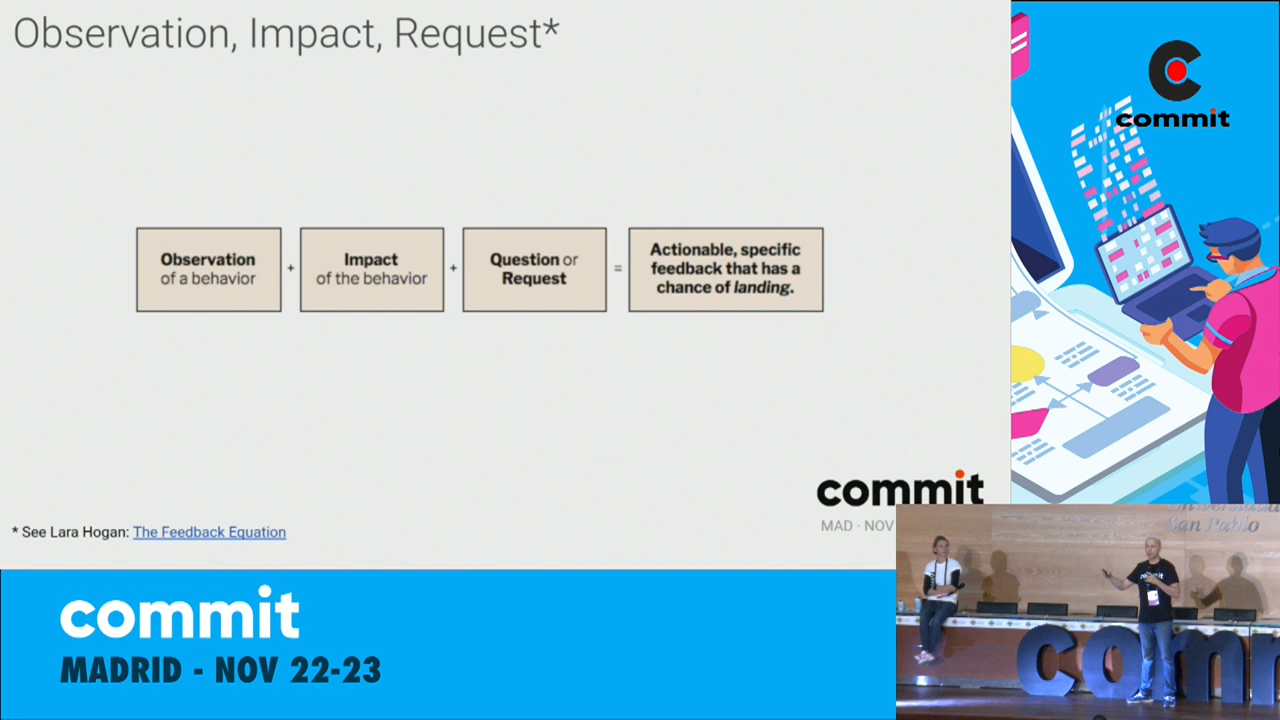 Observation, Impact, Request*
Observation
of a behavior
+
Impact
of the behavior
+
Question or
Request
=
Actionable, specific
feedback that has a
chance of landing.
commit
MAD · NOV
* See Lara Hogan: The Feedback Equation
commit
commit
MADRID - NOV 22-23
San Pablo
com